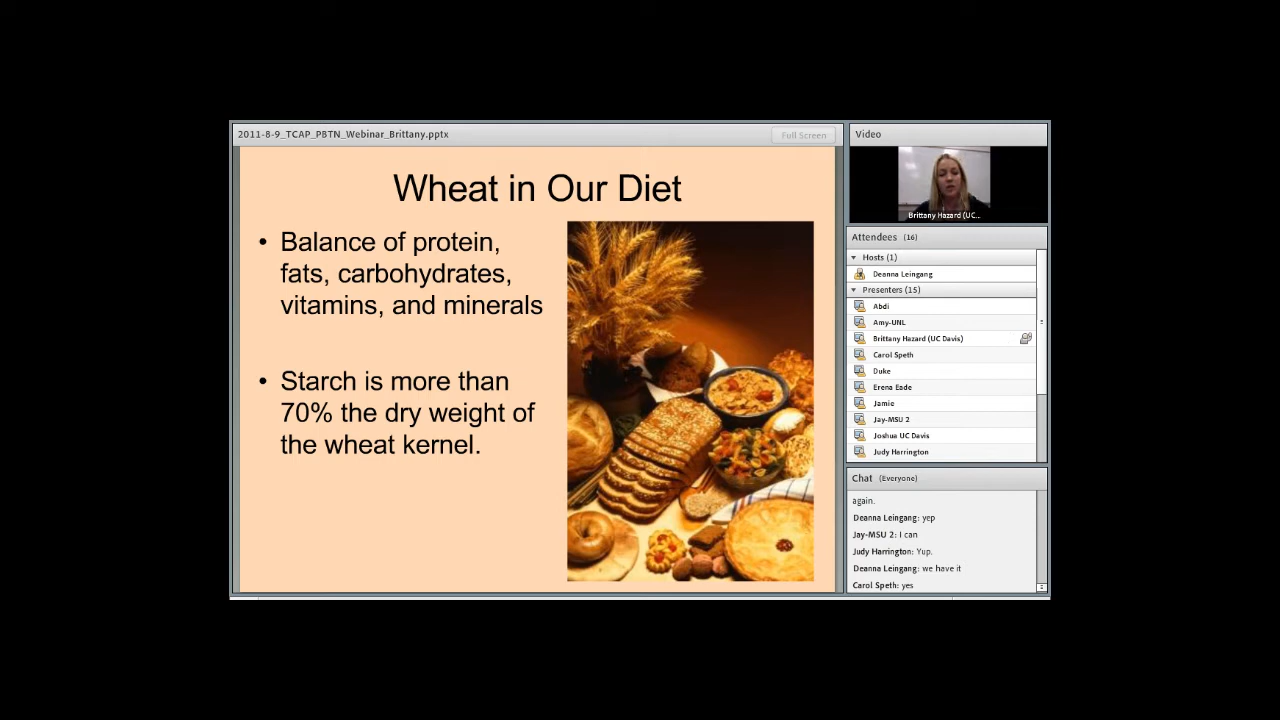 2011-8-9_TCAP_PBTN_Webinar_Brittany.pptx
Full Screen
Wheat in Our Diet
• Balance of protein,
fats, carbohydrates,
vitamins, and minerals
• Starch is more than
70% the dry weight of
the wheat kernel.
Video
Brittany Hazard (UC...
Attendees (16)
Hosts (1)
Deanna Leingang
Presenters (15)
Abdi
Amy-UNL
Brittany Hazard (UC Davis)
Carol Speth
Duke
Erena Eade
Jamie
Jay-MSU 2
Joshua UC Davis
Judy Harrington
Chat (Everyone)
again.
Deanna Leingang: yep
Jay-MSU 2: I can
Judy Harrington: Yup.
Deanna Leingang: we have it
Carol Speth: yes